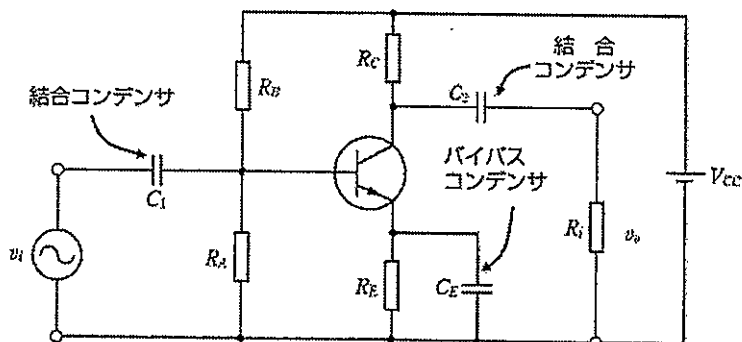 結合
コンデンサ
R_C
C_2
R_B
結合コンデンサ
バイパス
コンデンサ
V_CC
C_1
v_i
R_A
R_E
C_E
R_i
v_o